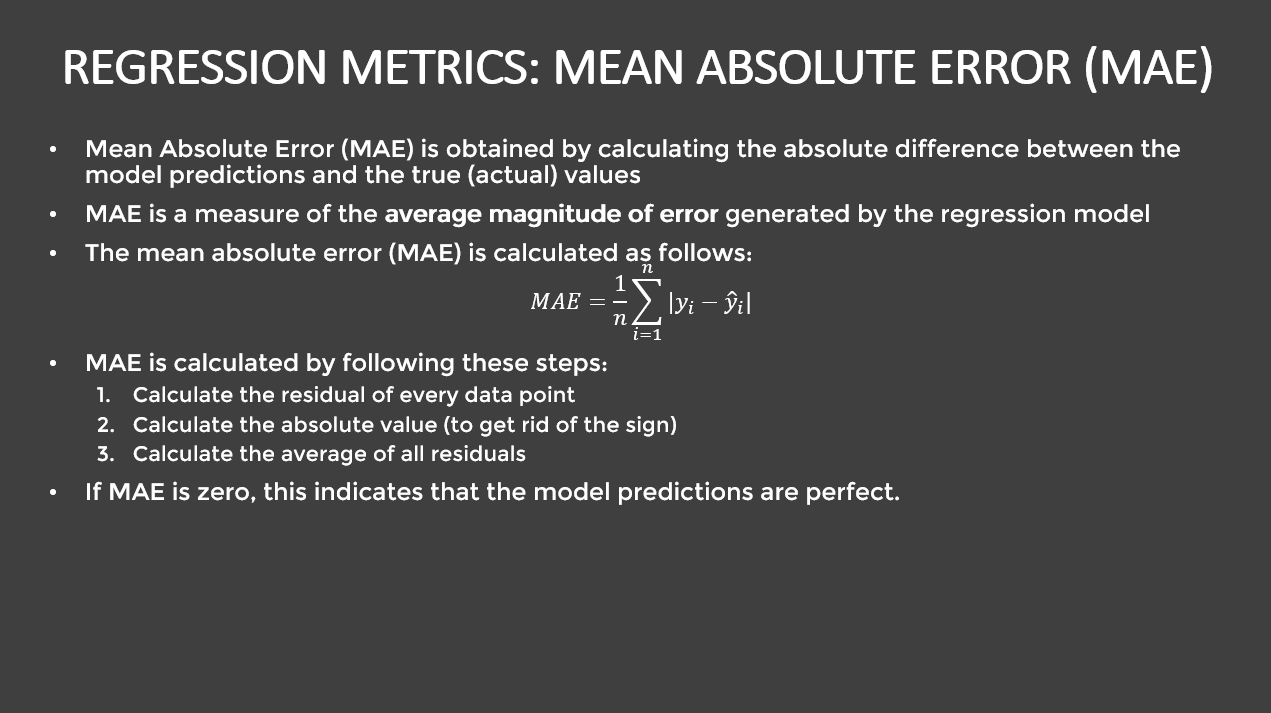 REGRESSION METRICS: MEAN ABSOLUTE ERROR (MAE)
• Mean Absolute Error (MAE) is obtained by calculating the absolute difference between the
model predictions and the true (actual) values
• MAE is a measure of the average magnitude of error generated by the regression model
• The mean absolute error (MAE) is calculated as follows:
MAE = \frac{1}{n} \sum_{i=1}^{n} |y_i − ŷ_i|
• MAE is calculated by following these steps:
1. Calculate the residual of every data point
2. Calculate the absolute value (to get rid of the sign)
3. Calculate the average of all residuals
• If MAE is zero, this indicates that the model predictions are perfect.